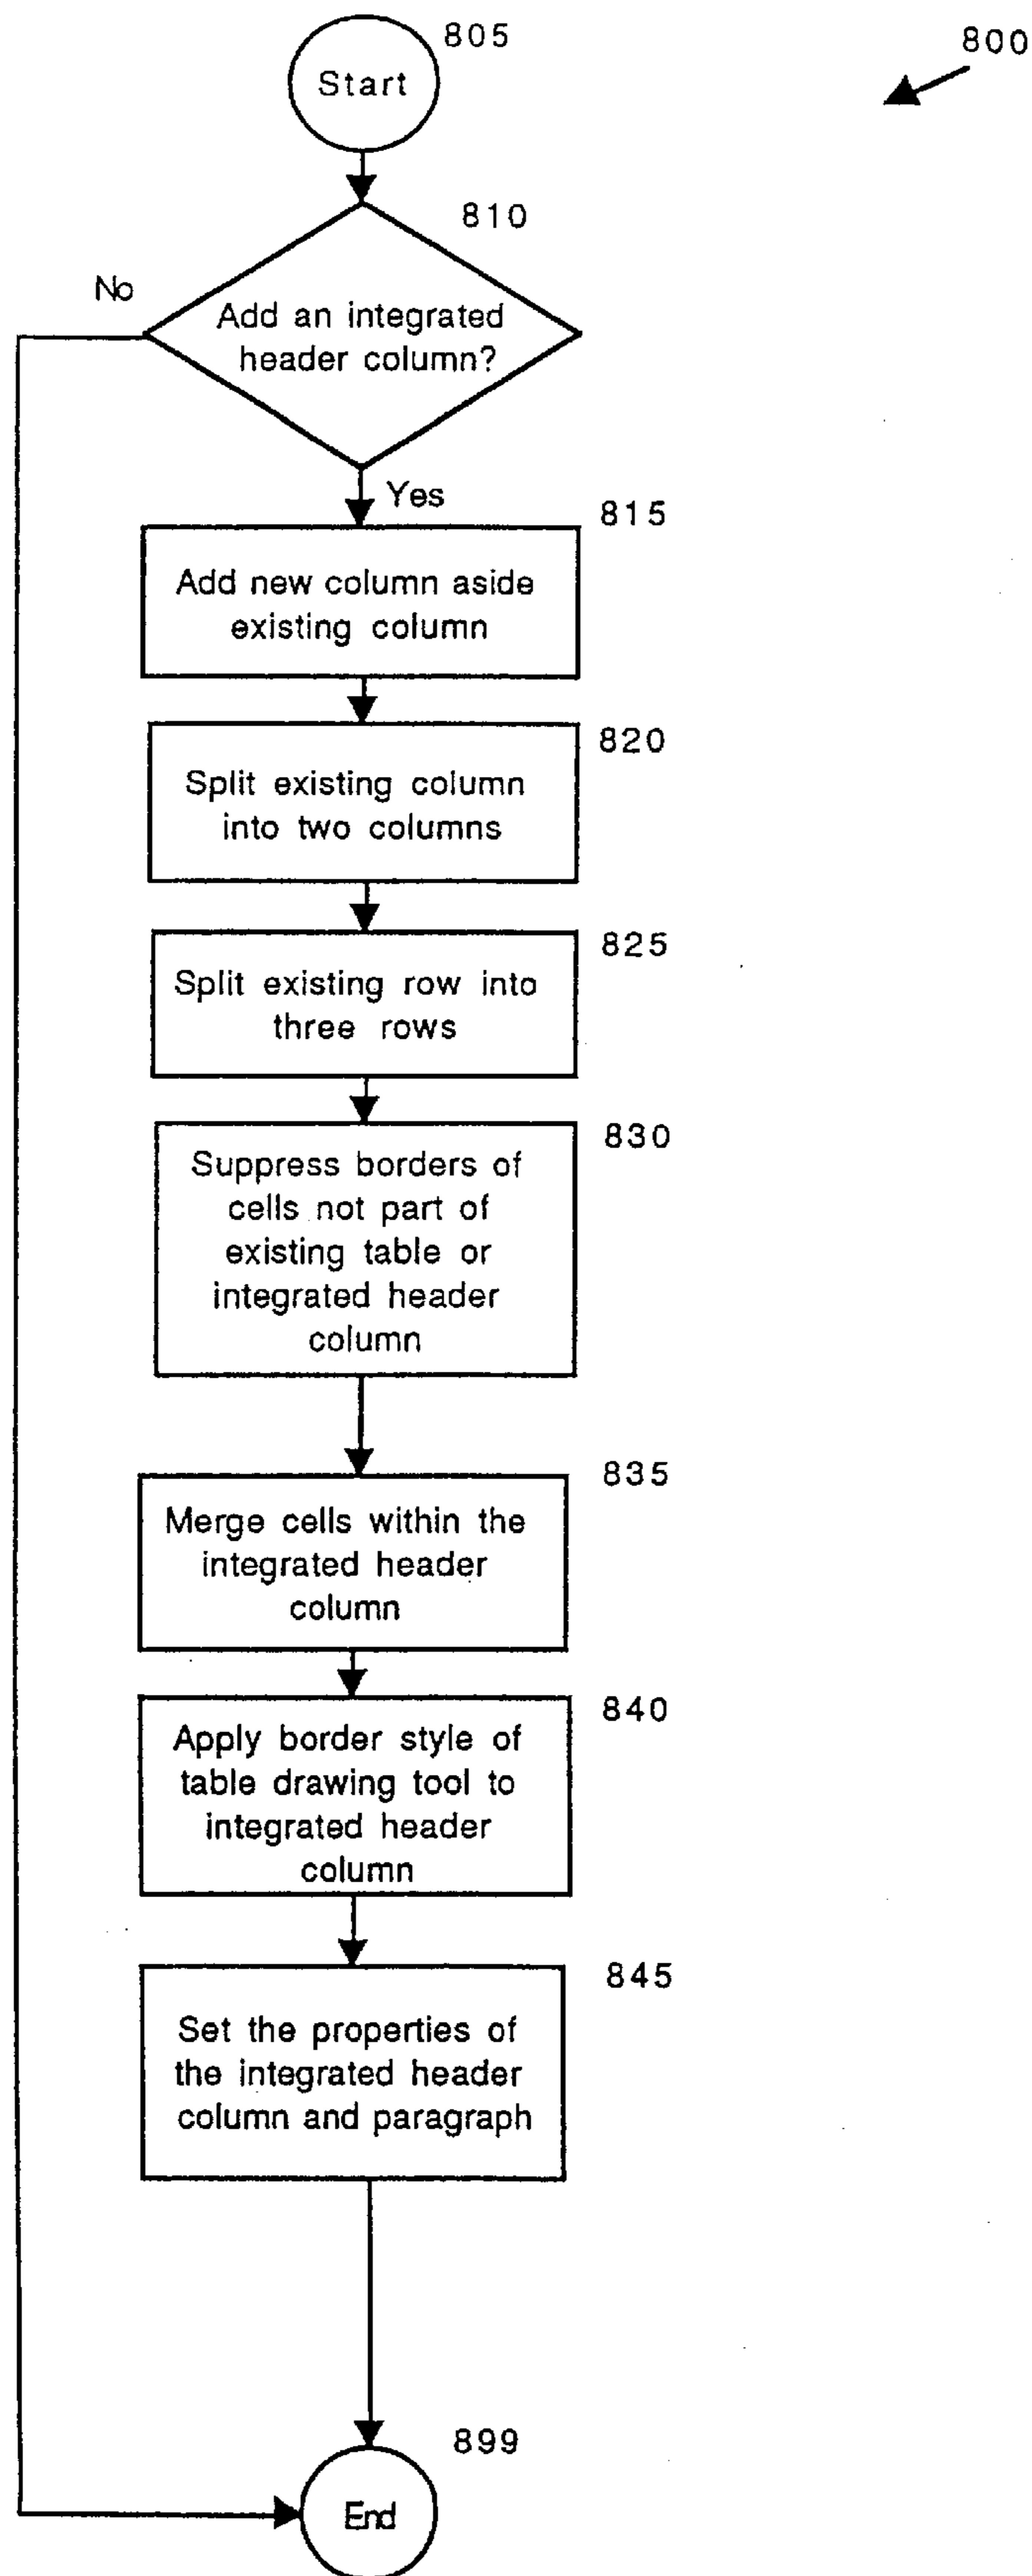 805
800
Start
810
No
Add an integrated
header column?
Yes
815
Add new column aside
existing column
820
Split existing column
into two columns
825
Split existing row into
three rows
830
Suppress borders of
cells not part of
existing table or
integrated header
column
835
Merge cells within the
integrated header
column
840
Apply border style of
table drawing tool to
integrated header
column
845
Set the properties of
the integrated header
column and paragraph
899
End